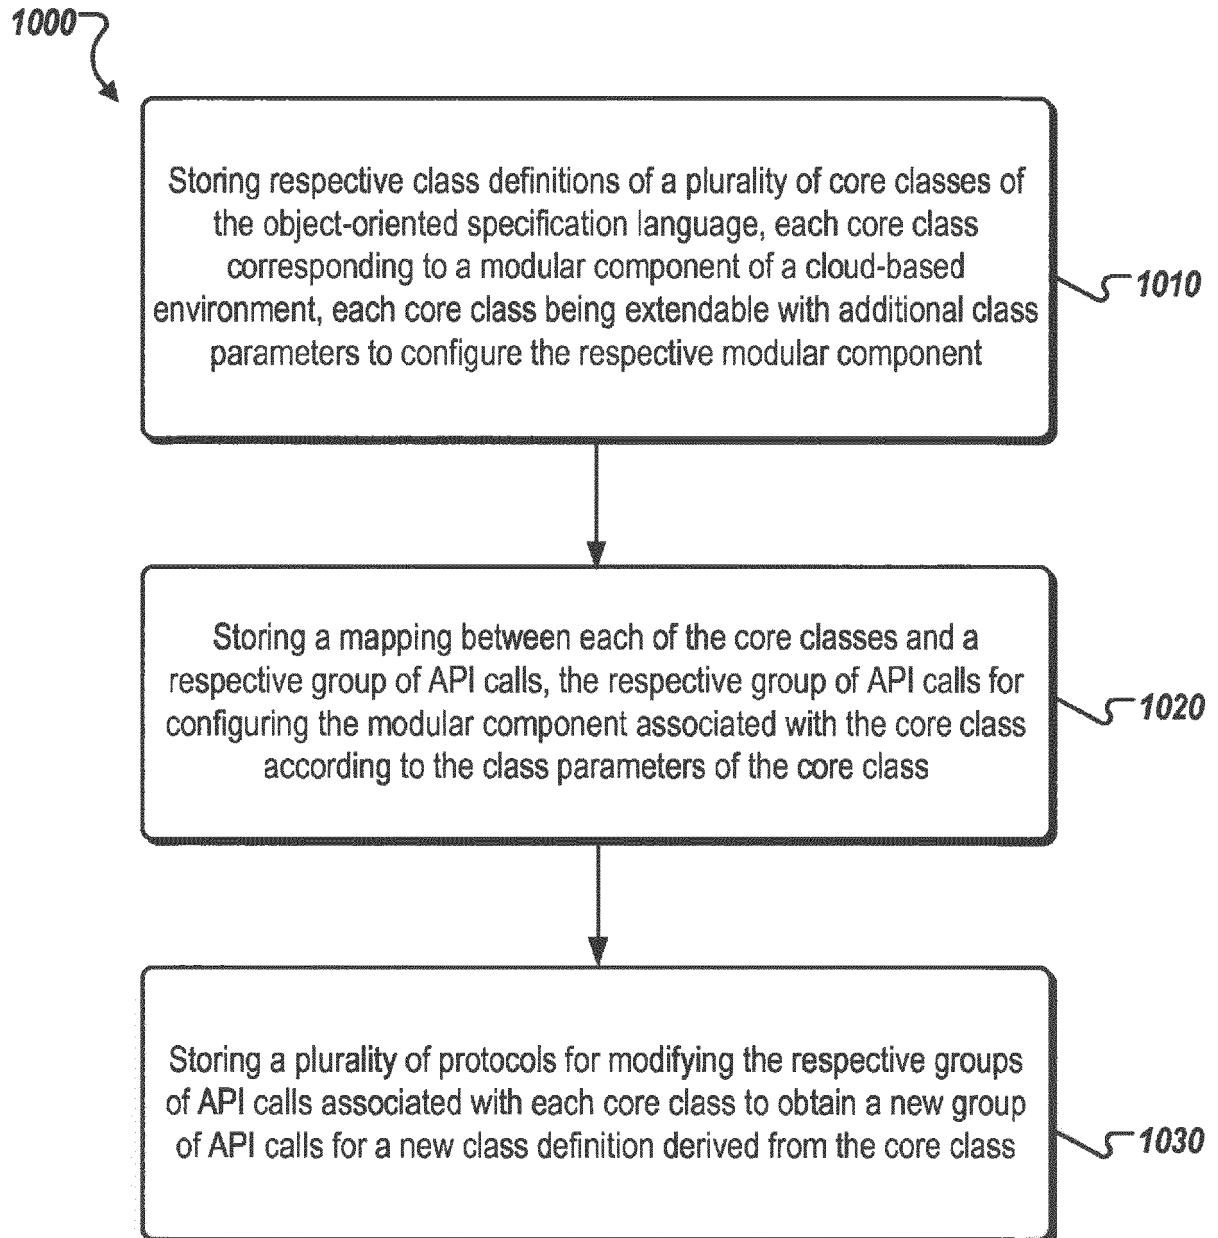 1000
Storing respective class definitions of a plurality of core classes of
the object-oriented specification language, each core class
corresponding to a modular component of a cloud-based
environment, each core class being extendable with additional class
parameters to configure the respective modular component
1010
Storing a mapping between each of the core classes and a
respective group of API calls, the respective group of API calls for
configuring the modular component associated with the core class
according to the class parameters of the core class
1020
Storing a plurality of protocols for modifying the respective groups
of API calls associated with each core class to obtain a new group
of API calls for a new class definition derived from the core class
1030